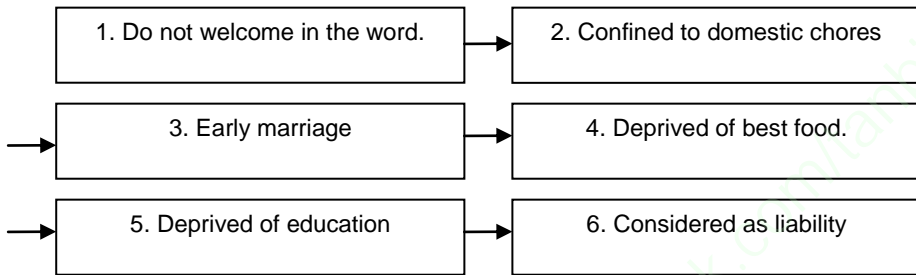 1. Do not welcome in the word.
2. Confined to domestic chores
3. Early marriage
4. Deprived of best food.
5. Deprived of education
6. Considered as liability